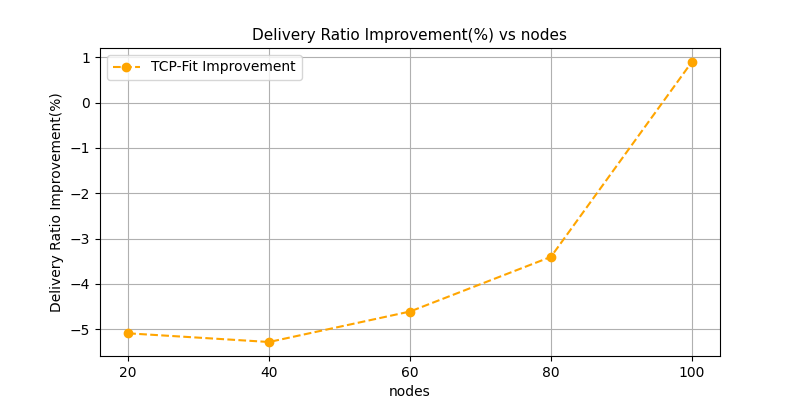 Delivery Ratio Improvement(%) vs nodes
TCP-Fit Improvement
Delivery Ratio Improvement(%)
1
0
−1
−2
−3
−4
−5
20 40 60 80 100
nodes